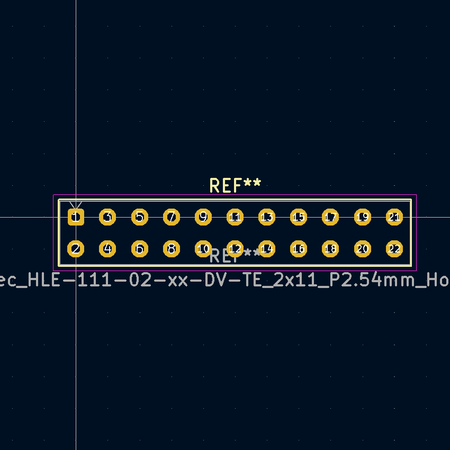 REF**
1 3 5 7 9 11 13 15 17 19 21
2 4 6 8 10 12 14 16 18 20 22
REF**
ec_HLE-111-02-xx-DV-TE_2x11_P2.54mm_Ho